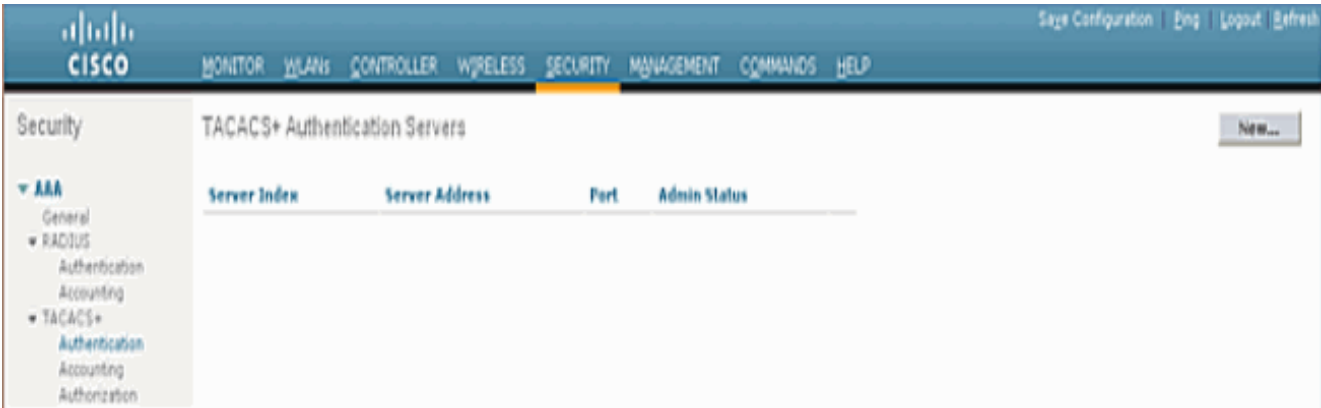 Save Configuration | Ping | Logout | Refresh
CISCO
MONITOR WLANs CONTROLLER WIRELESS SECURITY MANAGEMENT COMMANDS HELP
Security
TACACS+ Authentication Servers
New...
AAA
General
RADIUS
Authentication
Accounting
TACACS+
Authentication
Accounting
Authorization
Server Index Server Address Port Admin Status